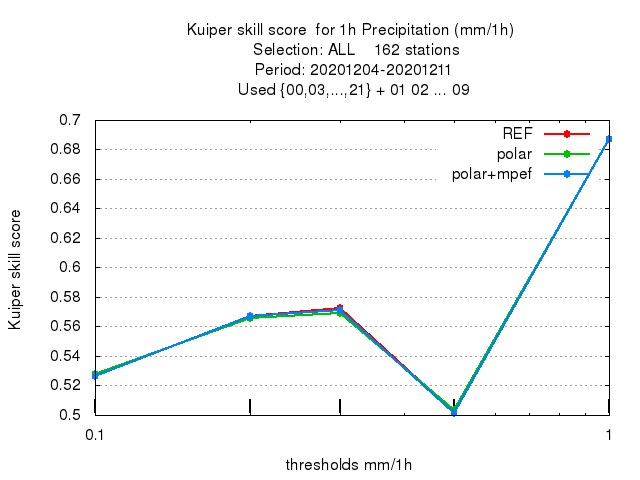 Kuiper skill score  for 1h Precipitation (mm/1h)
Selection: ALL    162 stations
Period: 20201204-20201211
Used {00,03,...,21} + 01 02 ... 09
0.7
0.68
0.66
0.64
0.62
0.6
0.58
0.56
0.54
0.52
0.5
Kuiper skill score
REF
polar
polar+mpef
0.1
1
thresholds mm/1h